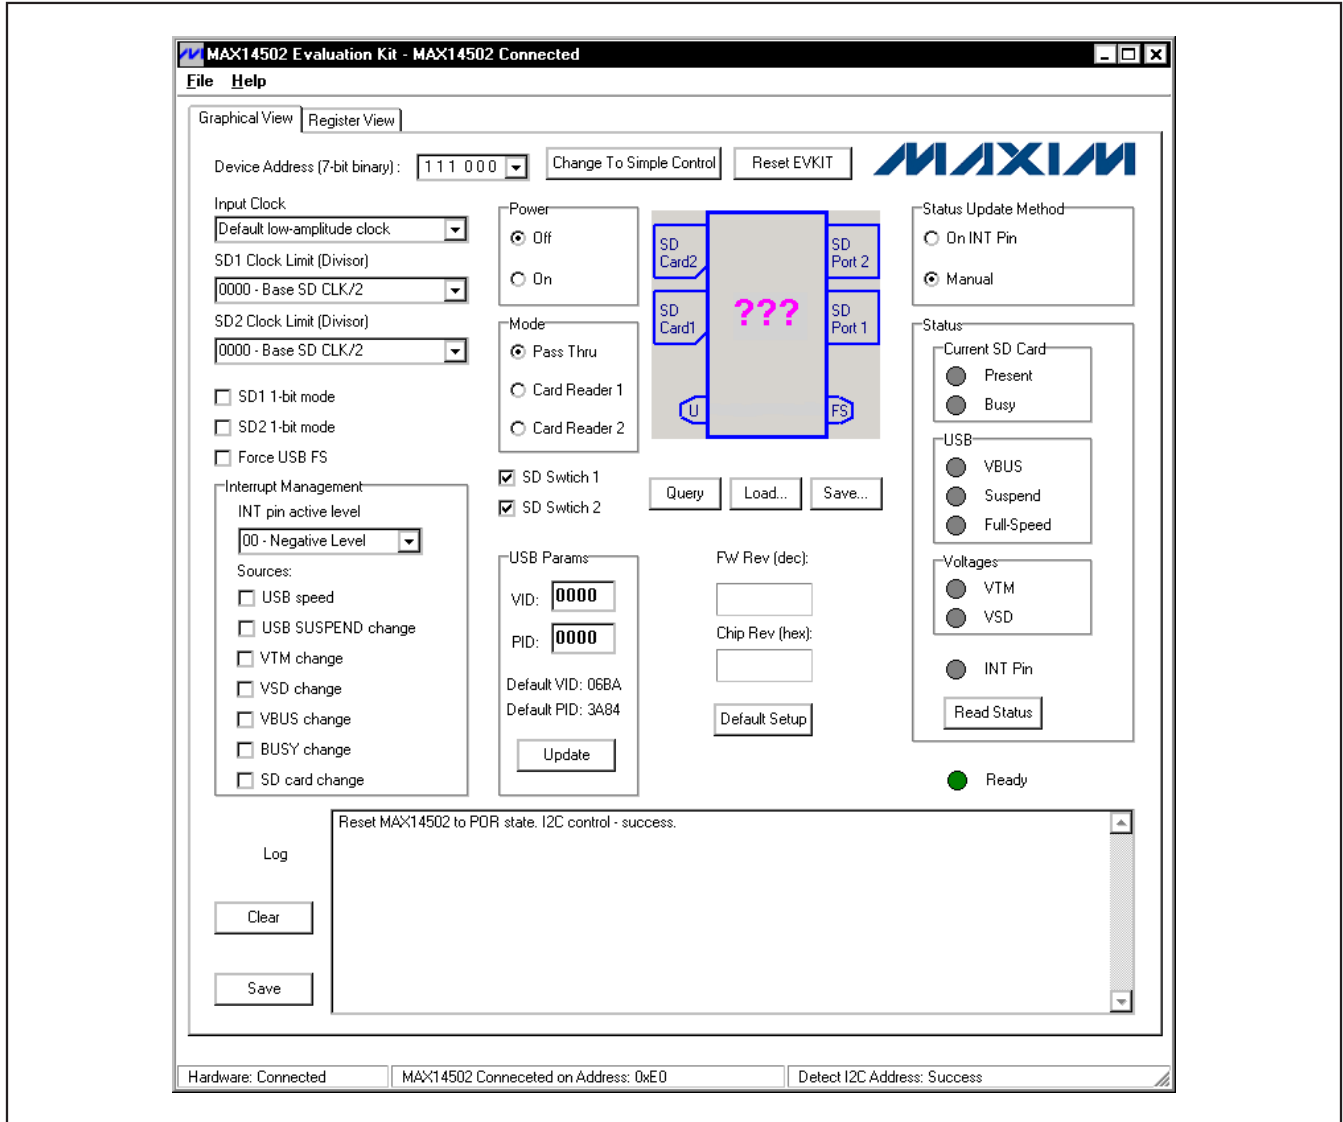 MAX14502 Evaluation Kit - MAX14502 Connected
File Help
Graphical View Register View
Device Address (7-bit binary) : 111 000 Change To Simple Control Reset EVKIT MAXIM
Input Clock
Default low-amplitude clock
SD1 Clock Limit (Divisor)
0000 - Base SD CLK/2
SD2 Clock Limit (Divisor)
0000 - Base SD CLK/2
SD1 1-bit mode
SD2 1-bit mode
Force USB FS
Interrupt Management
INT pin active level
00 - Negative Level
Sources:
USB speed
USB SUSPEND change
VTM change
VSD change
VBUS change
BUSY change
SD card change
Power
Off
On
Mode
Pass Thru
Card Reader 1
Card Reader 2
SD Swtich 1
SD Swtich 2
USB Params
VID: 0000
PID: 0000
Default VID: 06BA
Default PID: 3A84
Update
SD Card2
SD Port 2
SD Card1
???
SD Port 1
U
FS
Query Load... Save...
FW Rev (dec):
Chip Rev (hex):
Default Setup
Status Update Method
On INT Pin
Manual
Status
Current SD Card
Present
Busy
USB
VBUS
Suspend
Full-Speed
Voltages
VTM
VSD
INT Pin
Read Status
Ready
Log
Clear
Save
Reset MAX14502 to POR state. I2C control - success.
Hardware: Connected MAX14502 Conneceted on Address: 0xE0 Detect I2C Address: Success